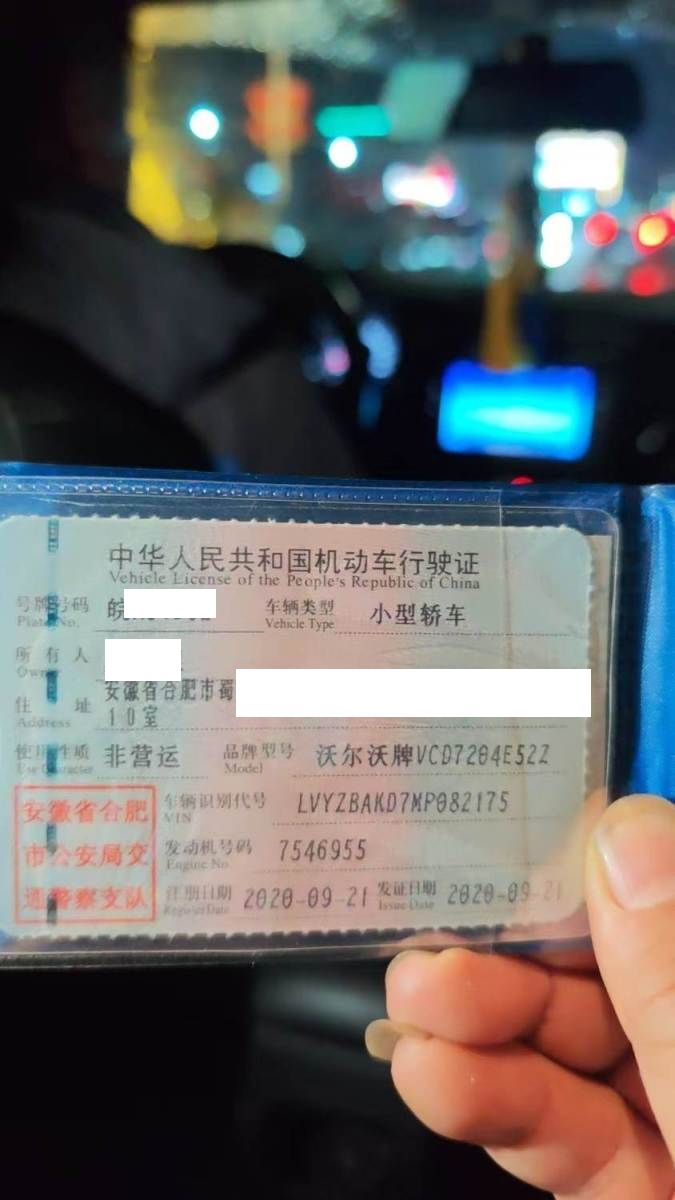 中华人民共和国机动车行驶证
Vehicle License of the People's Republic of China
号牌号码 皖 车辆类型 小型轿车
Plate No. Vehicle Type
所有人
Owner
住址 安徽省合肥市蜀
Address 10室
使用性质 非营运 品牌型号 沃尔沃牌VCD7204E52Z
Use Character Model
车辆识别代号 LVYZBAKD7MP082175
VIN
发动机号码 7546955
Engine No.
注册日期 2020-09-21 发证日期 2020-09-21
Register Date Issue Date
安徽省合肥
市公安局交
通警察支队